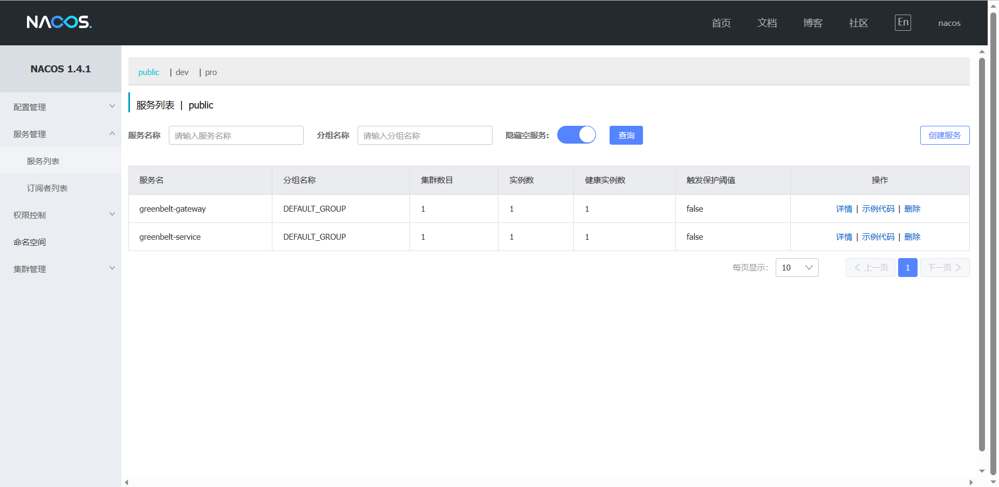 NACOS. 首页 文档 博客 社区 En nacos
NACOS 1.4.1
配置管理
服务管理
服务列表
订阅者列表
权限控制
命名空间
集群管理
public | dev | pro
服务列表 | public
服务名称 请输入服务名称 分组名称 请输入分组名称 隐藏空服务: 查询 创建服务
服务名 分组名称 集群数目 实例数 健康实例数 触发保护阈值 操作
greenbelt-gateway DEFAULT_GROUP 1 1 1 false 详情 | 示例代码 | 删除
greenbelt-service DEFAULT_GROUP 1 1 1 false 详情 | 示例代码 | 删除
每页显示: 10 上一页 1 下一页